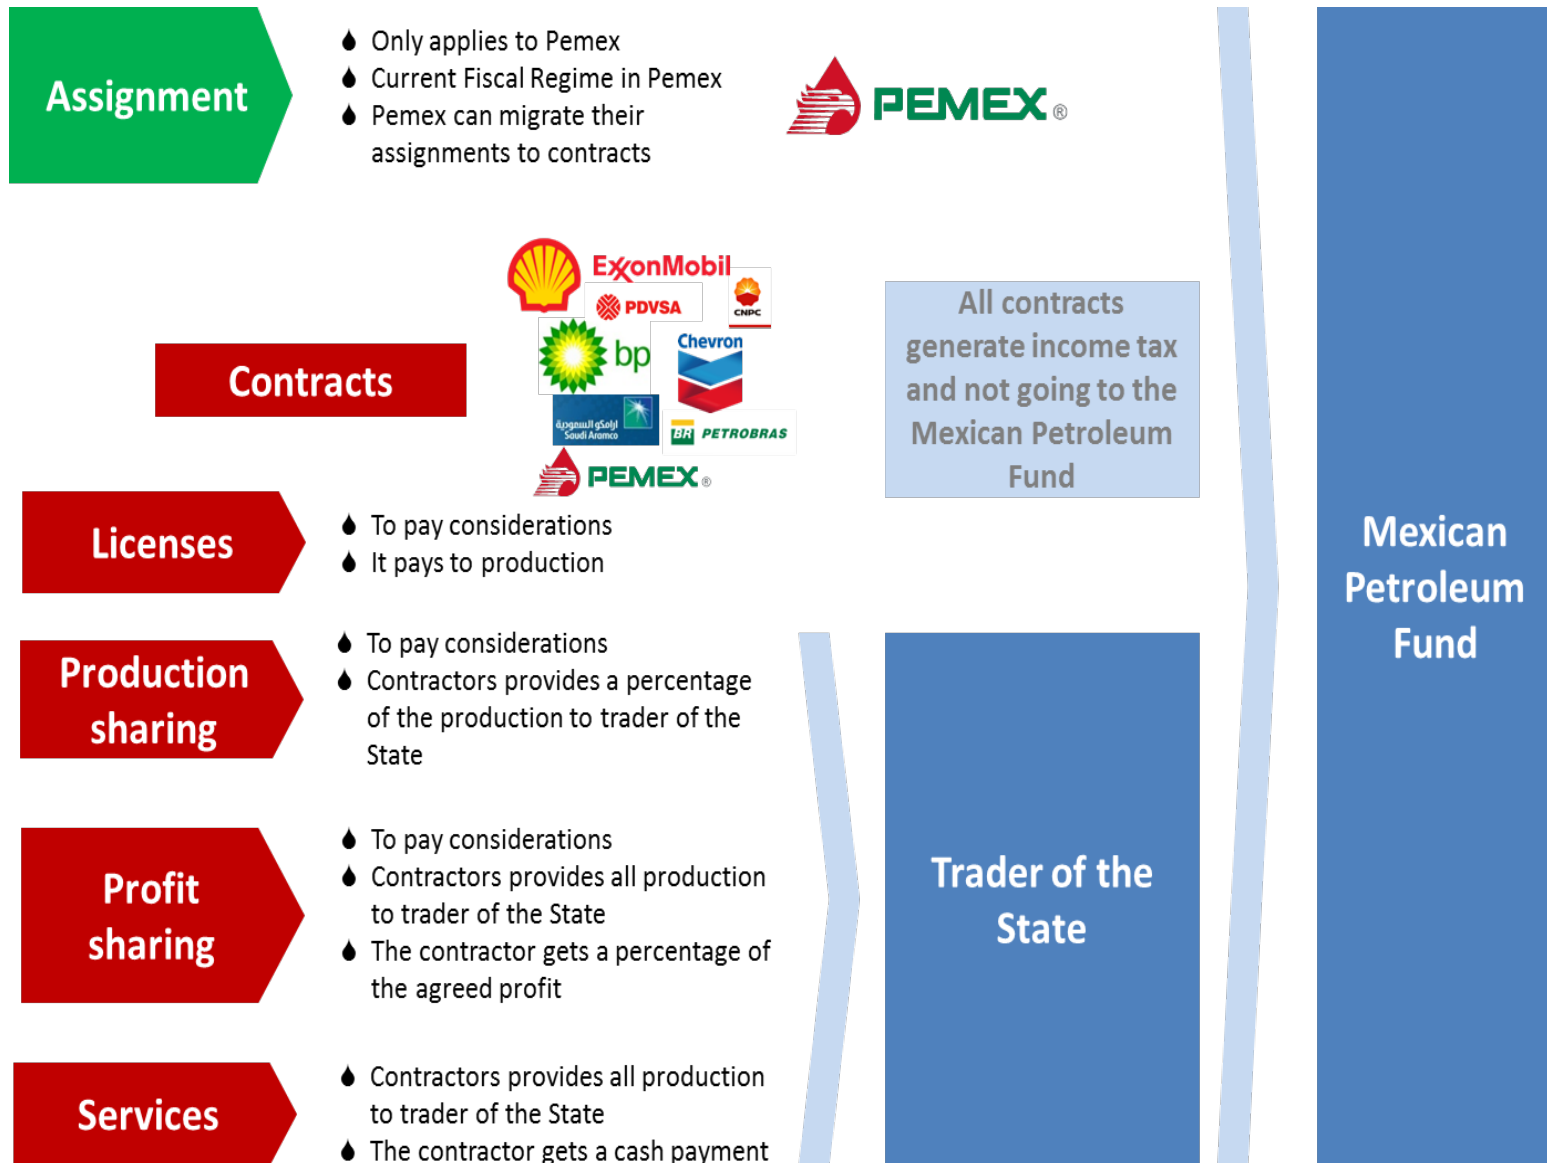 Assignment
Only applies to Pemex
Current Fiscal Regime in Pemex
Pemex can migrate their
assignments to contracts
PEMEX ®
Contracts
ExxonMobil
PDVSA
CNPC
bp
Chevron
أرامكو السعودية
Saudi Aramco
BR PETROBRAS
PEMEX ®
All contracts
generate income tax
and not going to the
Mexican Petroleum
Fund
Licenses
To pay considerations
It pays to production
Production
sharing
To pay considerations
Contractors provides a percentage
of the production to trader of the
State
Profit
sharing
To pay considerations
Contractors provides all production
to trader of the State
The contractor gets a percentage of
the agreed profit
Services
Contractors provides all production
to trader of the State
The contractor gets a cash payment
Trader of the
State
Mexican
Petroleum
Fund